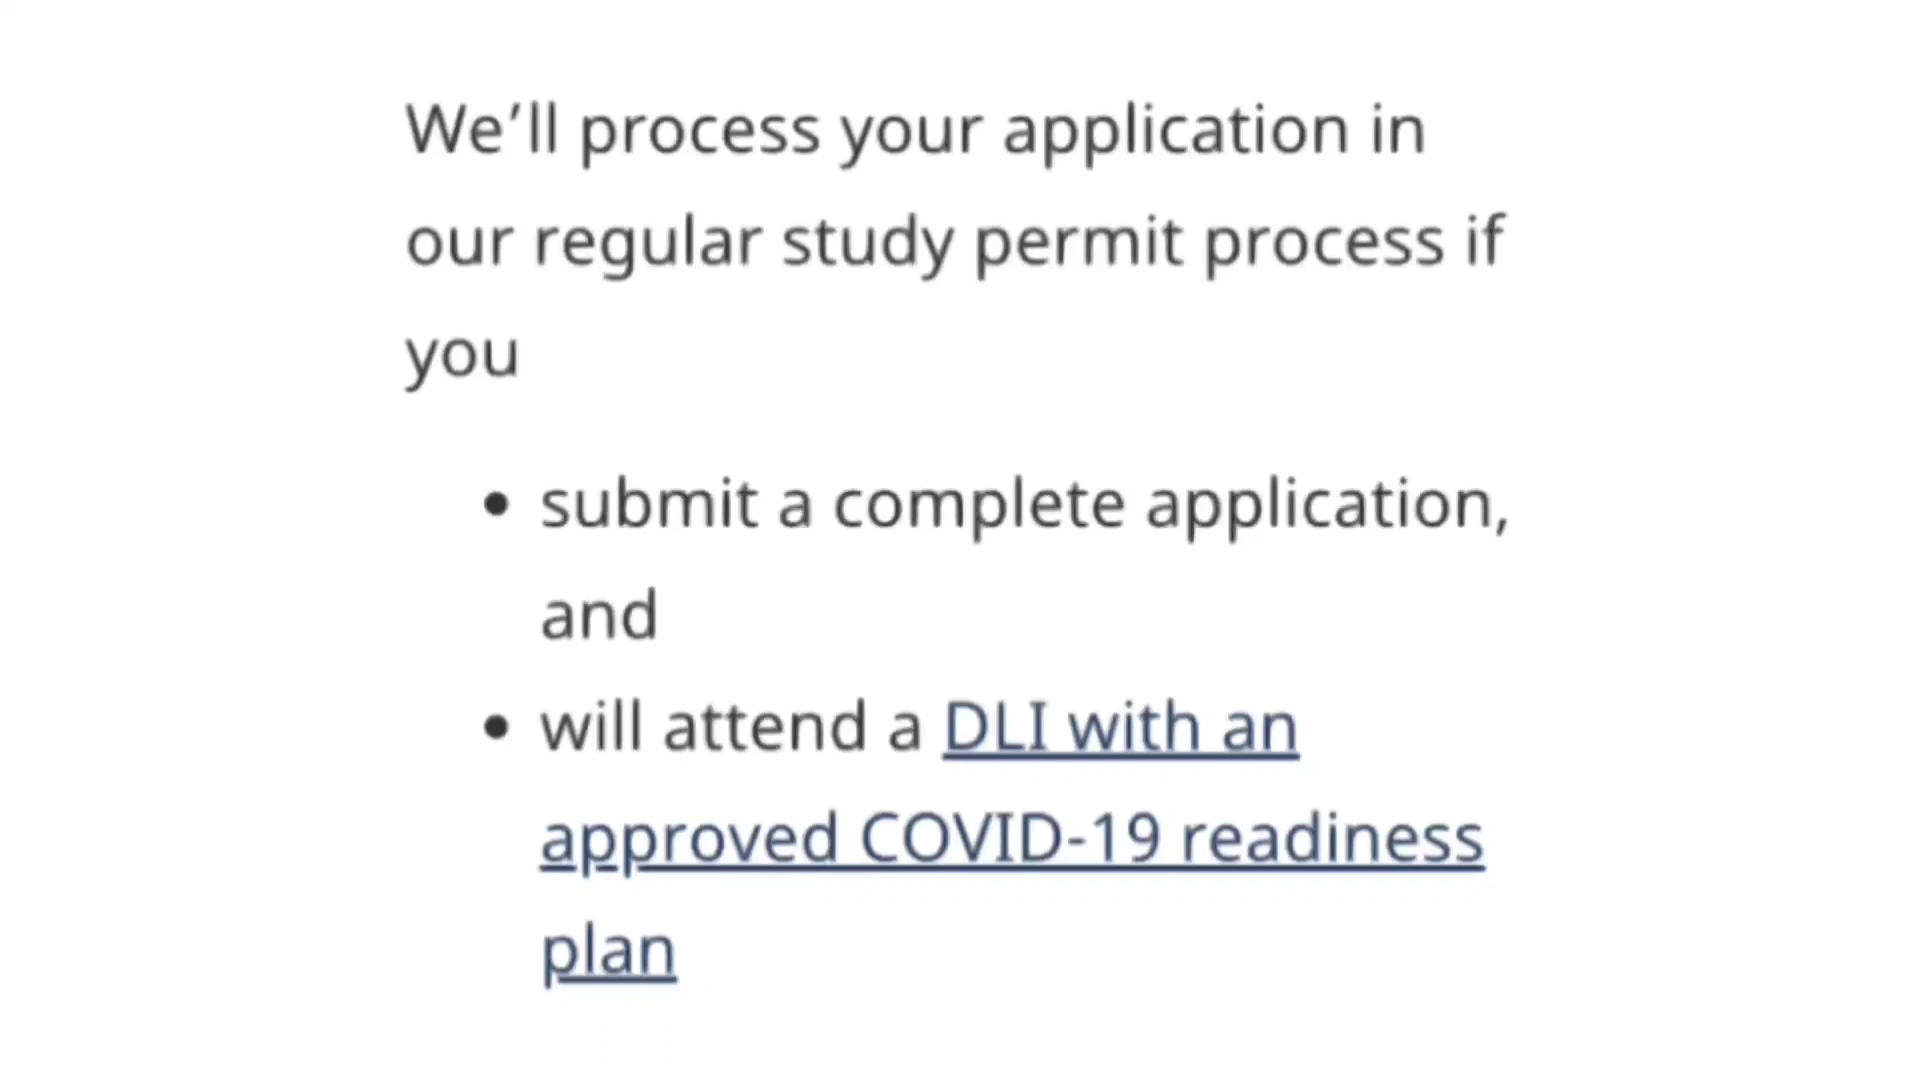 We’ll process your application in
our regular study permit process if
you
• submit a complete application,
and
• will attend a DLI with an
approved COVID-19 readiness
plan